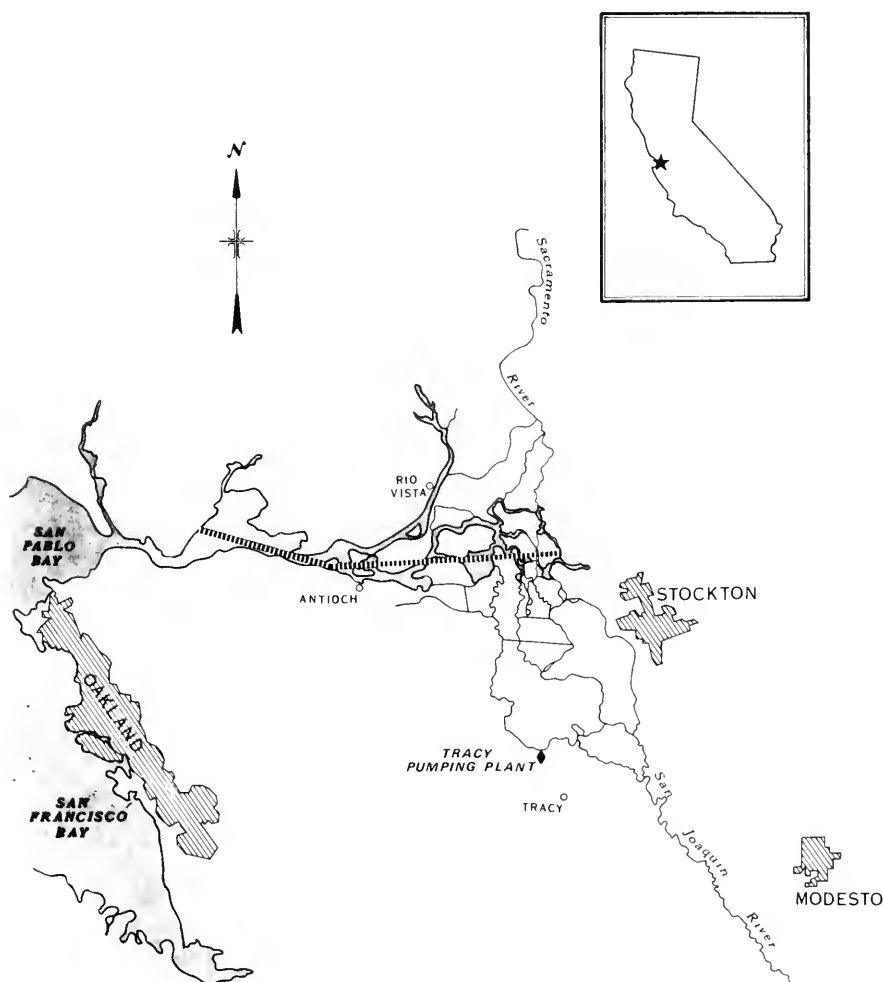 N
Sacramento
River
RIO
VISTA
SAN
PABLO
BAY
ANTIOCH
STOCKTON
OAKLAND
TRACY
PUMPING PLANT
SAN
FRANCISCO
BAY
TRACY
San
Joaquin
River
MODESTO